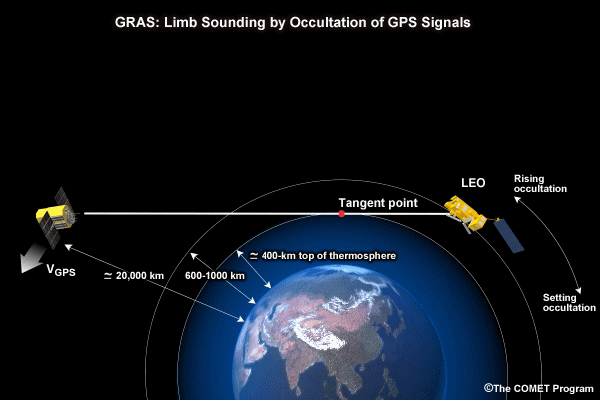 GRAS: Limb Sounding by Occultation of GPS Signals
LEO
Rising
occultation
Tangent point
≃ 400-km top of thermosphere
VGPS
≃ 20,000 km
600-1000 km
Setting
occultation
©The COMET Program